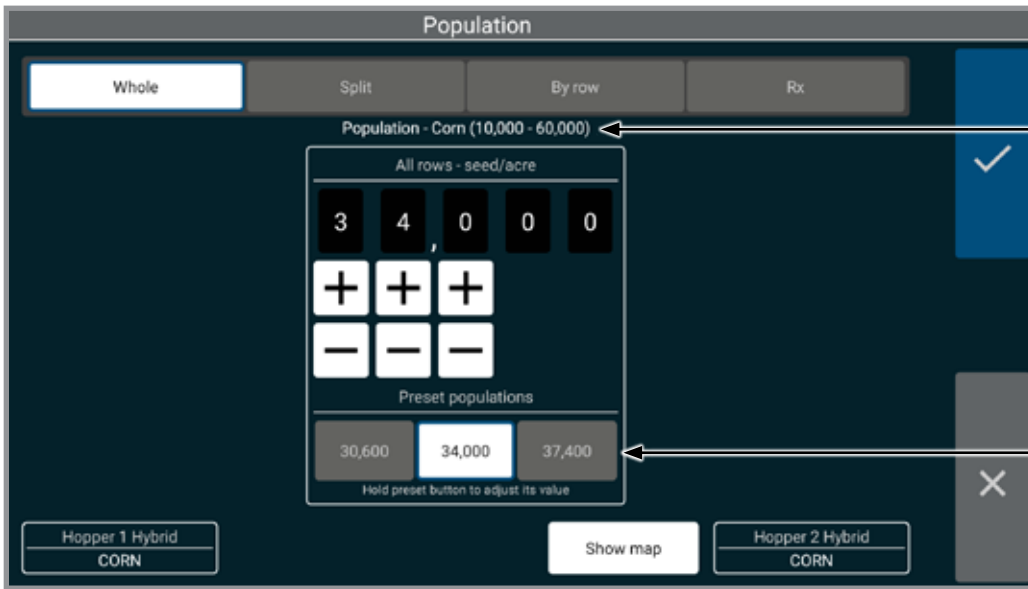 Population
Whole Split By row Rx
Population - Corn (10,000 - 60,000)
All rows - seed/acre
3 4 , 0 0 0
Preset populations
30,600 34,000 37,400
Hold preset button to adjust its value
Hopper 1 Hybrid
CORN
Show map
Hopper 2 Hybrid
CORN